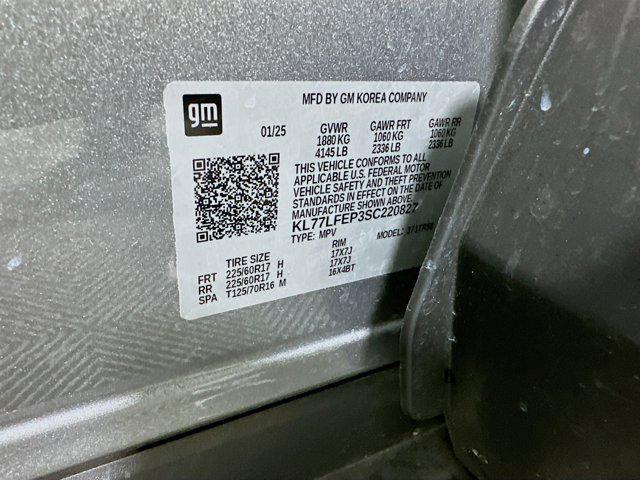 gm
MFD BY GM KOREA COMPANY
01/25
GVWR GAWR FRT GAWR RR
1880 KG 1060 KG 1060 KG
4145 LB 2336 LB 2336 LB
THIS VEHICLE CONFORMS TO ALL
APPLICABLE U.S. FEDERAL MOTOR
VEHICLE SAFETY AND THEFT PREVENTION
STANDARDS IN EFFECT ON THE DATE OF
MANUFACTURE SHOWN ABOVE.
KL77LFEP3SC220827
TYPE: MPV MODEL:
TIRE SIZE RIM
FRT 225/60R17 H 17X7J
RR 225/60R17 H 17X7J
SPA T125/70R16 M 16X4BT